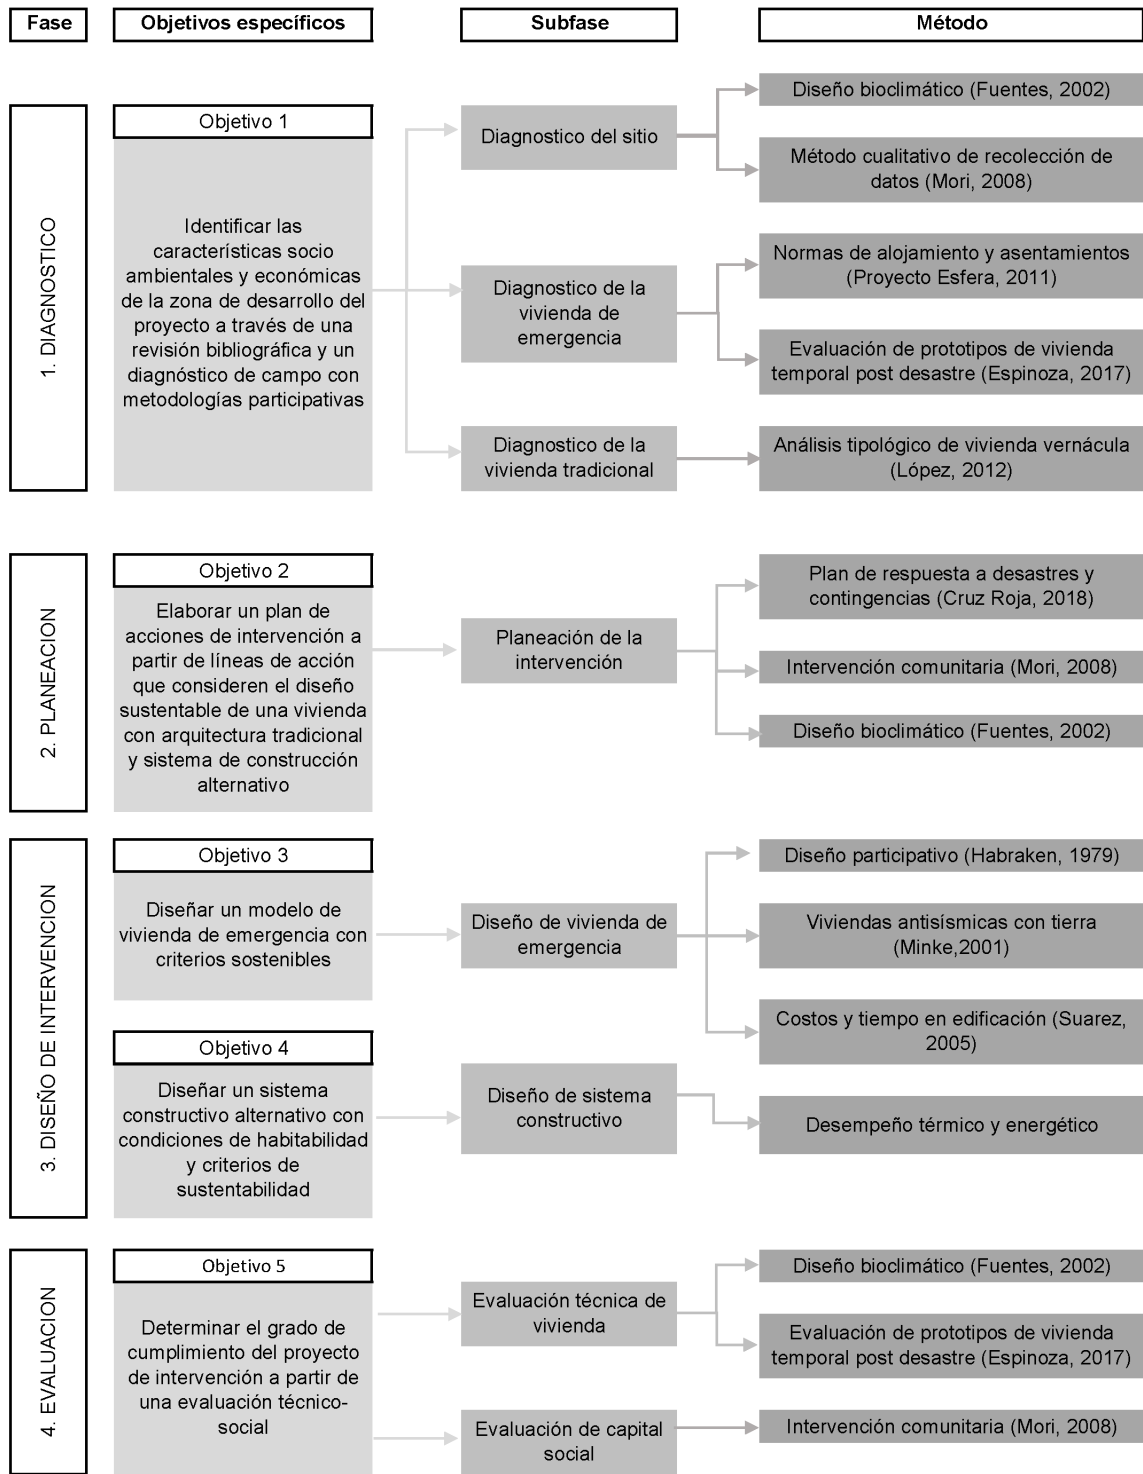 Fase
Objetivos específicos
Subfase
Método
1. DIAGNOSTICO
Objetivo 1
Identificar las
características socio
ambientales y económicas
de la zona de desarrollo del
proyecto a través de una
revisión bibliográfica y un
diagnóstico de campo con
metodologías participativas
Diagnostico del sitio
Diseño bioclimático (Fuentes, 2002)
Método cualitativo de recolección de
datos (Mori, 2008)
Diagnostico de la
vivienda de
emergencia
Normas de alojamiento y asentamientos
(Proyecto Esfera, 2011)
Evaluación de prototipos de vivienda
temporal post desastre (Espinoza, 2017)
Diagnostico de la
vivienda tradicional
Análisis tipológico de vivienda vernácula
(López, 2012)
2. PLANEACION
Objetivo 2
Elaborar un plan de
acciones de intervención a
partir de líneas de acción
que consideren el diseño
sustentable de una vivienda
con arquitectura tradicional
y sistema de construcción
alternativo
Planeación de la
intervención
Plan de respuesta a desastres y
contingencias (Cruz Roja, 2018)
Intervención comunitaria (Mori, 2008)
Diseño bioclimático (Fuentes, 2002)
3. DISEÑO DE INTERVENCION
Objetivo 3
Diseñar un modelo de
vivienda de emergencia con
criterios sostenibles
Diseño de vivienda de
emergencia
Diseño participativo (Habraken, 1979)
Viviendas antisísmicas con tierra
(Minke,2001)
Costos y tiempo en edificación (Suarez,
2005)
Objetivo 4
Diseñar un sistema
constructivo alternativo con
condiciones de habitabilidad
y criterios de
sustentabilidad
Diseño de sistema
constructivo
Desempeño térmico y energético
4. EVALUACION
Objetivo 5
Determinar el grado de
cumplimiento del proyecto
de intervención a partir de
una evaluación técnico-
social
Evaluación técnica de
vivienda
Diseño bioclimático (Fuentes, 2002)
Evaluación de prototipos de vivienda
temporal post desastre (Espinoza, 2017)
Evaluación de capital
social
Intervención comunitaria (Mori, 2008)